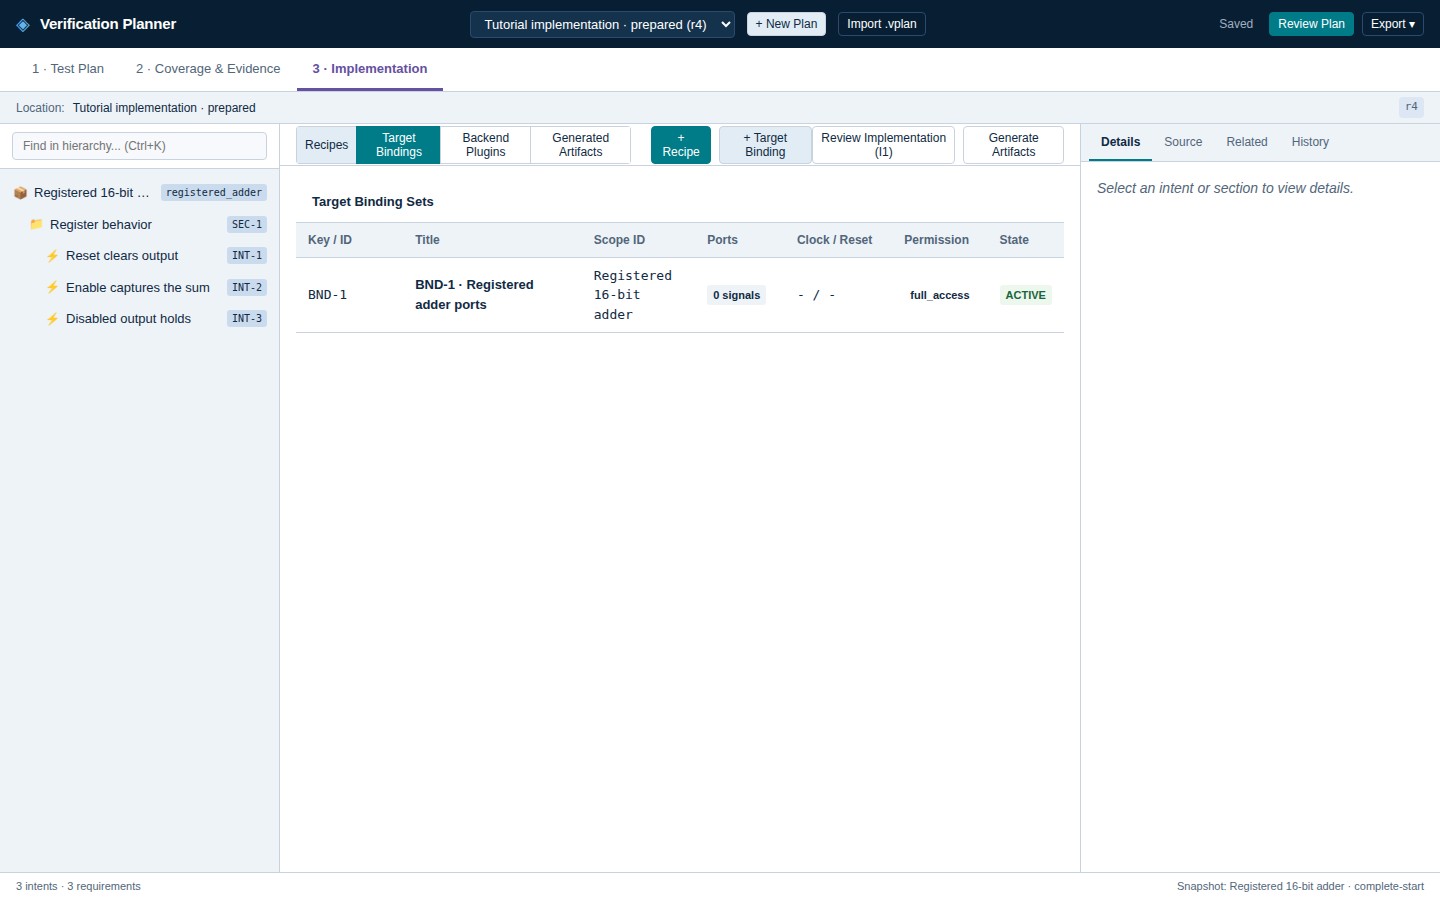 ◈ Verification Planner
Tutorial implementation · prepared (r4)
+ New Plan
Import .vplan
Saved
Review Plan
Export ▾
1 · Test Plan
2 · Coverage & Evidence
3 · Implementation
Location: Tutorial implementation · prepared
r4
Find in hierarchy... (Ctrl+K)
Registered 16-bit ... registered_adder
Register behavior SEC-1
Reset clears output INT-1
Enable captures the sum INT-2
Disabled output holds INT-3
Recipes
Target
Bindings
Backend
Plugins
Generated
Artifacts
+
Recipe
+ Target
Binding
Review Implementation
(I1)
Generate
Artifacts
Target Binding Sets
Key / ID Title Scope ID Ports Clock / Reset Permission State
BND-1
BND-1 · Registered
adder ports
Registered
16-bit
adder
0 signals
- / -
full_access
ACTIVE
Details
Source
Related
History
Select an intent or section to view details.
3 intents · 3 requirements
Snapshot: Registered 16-bit adder · complete-start